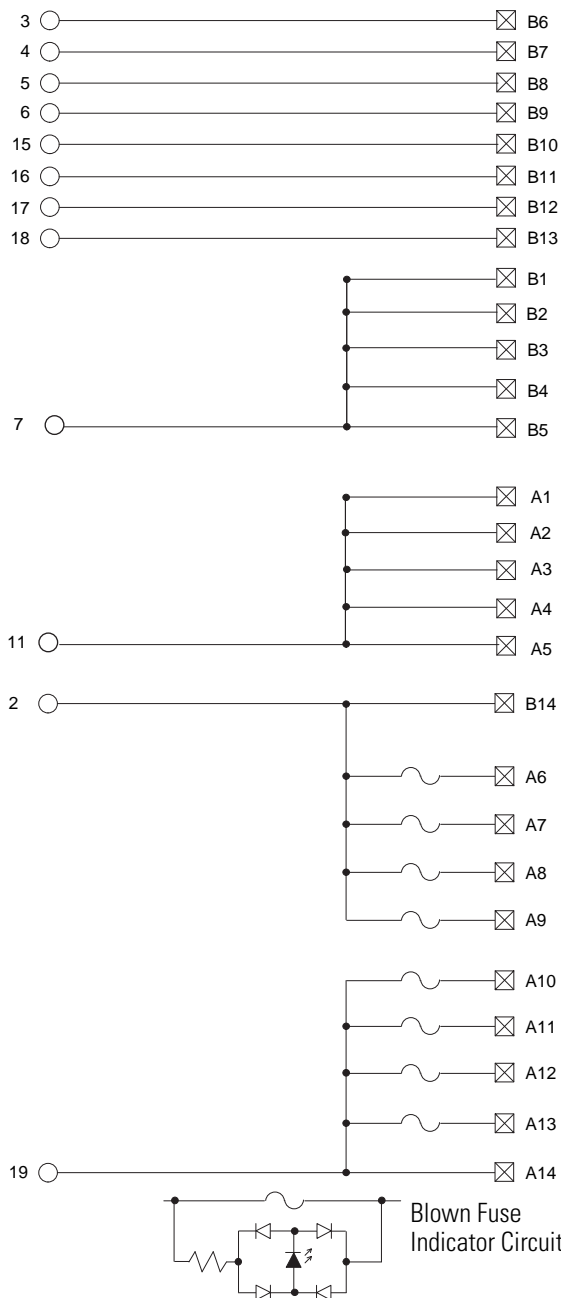 3 B6
4 B7
5 B8
6 B9
15 B10
16 B11
17 B12
18 B13
B1
B2
B3
B4
7 B5
A1
A2
A3
A4
11 A5
2 B14
A6
A7
A8
A9
A10
A11
A12
A13
19 A14
Blown Fuse
Indicator Circuit